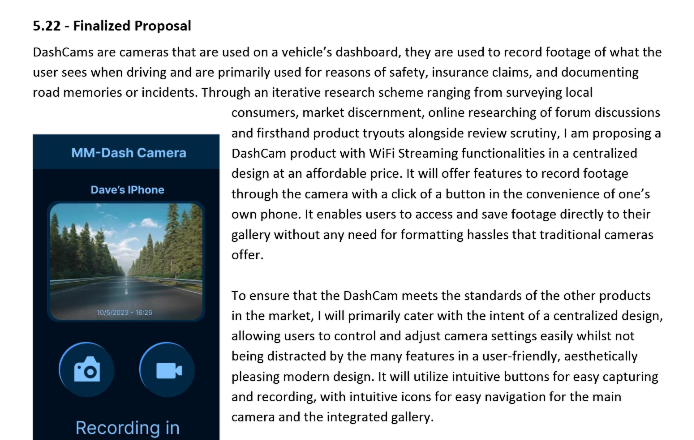 5.22 - Finalized Proposal
DashCams are cameras that are used on a vehicle's dashboard, they are used to record footage of what the
user sees when driving and are primarily used for reasons of safety, insurance claims, and documenting
road memories or incidents. Through an iterative research scheme ranging from surveying local
consumers, market discernment, online researching of forum discussions
and firsthand product tryouts alongside review scrutiny, I am proposing a
DashCam product with WiFi Streaming functionalities in a centralized
design at an affordable price. It will offer features to record footage
through the camera with a click of a button in the convenience of one's
own phone. It enables users to access and save footage directly to their
gallery without any need for formatting hassles that traditional cameras
offer.
To ensure that the DashCam meets the standards of the other products
in the market, I will primarily cater with the intent of a centralized design,
allowing users to control and adjust camera settings easily whilst not
being distracted by the many features in a user-friendly, aesthetically
pleasing modern design. It will utilize intuitive buttons for easy capturing
and recording, with intuitive icons for easy navigation for the main
camera and the integrated gallery.
MM-Dash Camera
Dave's IPhone
10/5/2023 - 16:26
Recording in